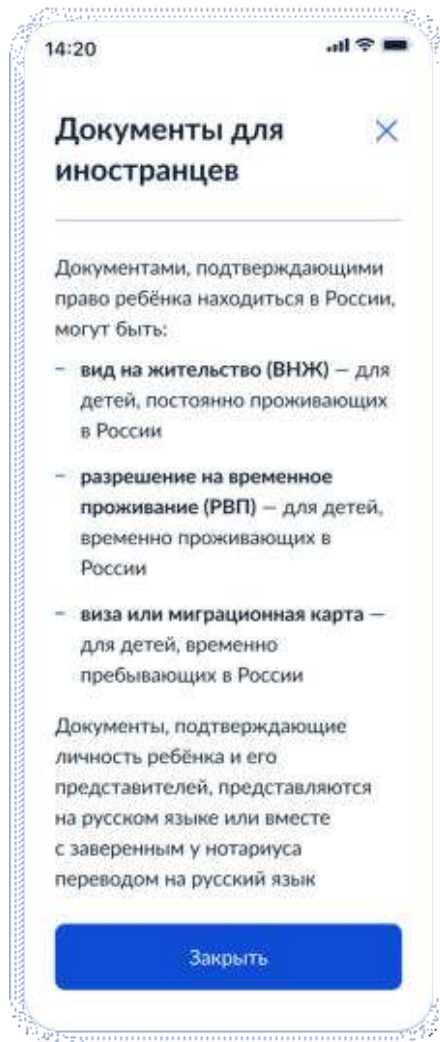 14:20
Документы для
иностранцев
Документами, подтверждающими
право ребёнка находиться в России,
могут быть:
– вид на жительство (ВНЖ) — для
детей, постоянно проживающих
в России
– разрешение на временное
проживание (РВП) — для детей,
временно проживающих в
России
– виза или миграционная карта —
для детей, временно
пребывающих в России
Документы, подтверждающие
личность ребёнка и его
представителей, представляются
на русском языке или вместе
с заверенным у нотариуса
переводом на русский язык
Закрыть